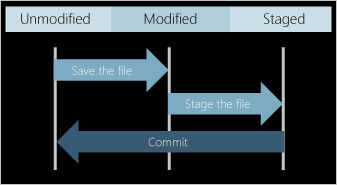 Unmodified Modified Staged
Save the file
Stage the file
Commit